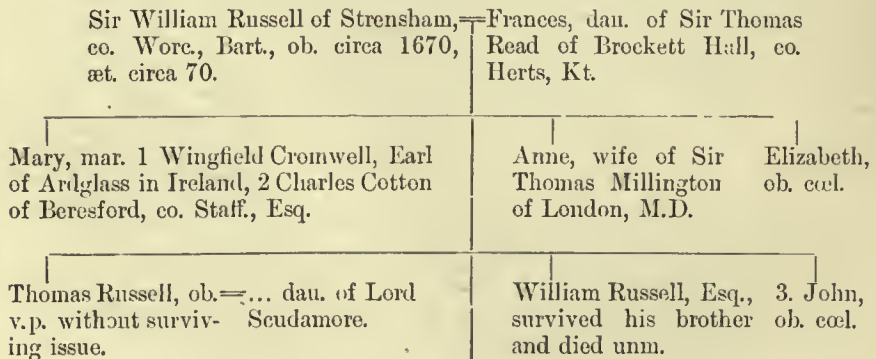 Sir William Russell of Strensham,
co. Worc., Bart., ob. circa 1670,
æt. circa 70.
Frances, dau. of Sir Thomas
Read of Brockett Hall, co.
Herts, Kt.
Mary, mar. 1 Wingfield Cromwell, Earl
of Ardglass in Ireland, 2 Charles Cotton
of Beresford, co. Staff., Esq.
Anne, wife of Sir
Thomas Millington
of London, M.D.
Elizabeth,
ob. cœl.
Thomas Russell, ob.
v.p. without surviv-
ing issue.
... dau. of Lord
Scudamore.
William Russell, Esq.,
survived his brother
and died unm.
3. John,
ob. cœl.